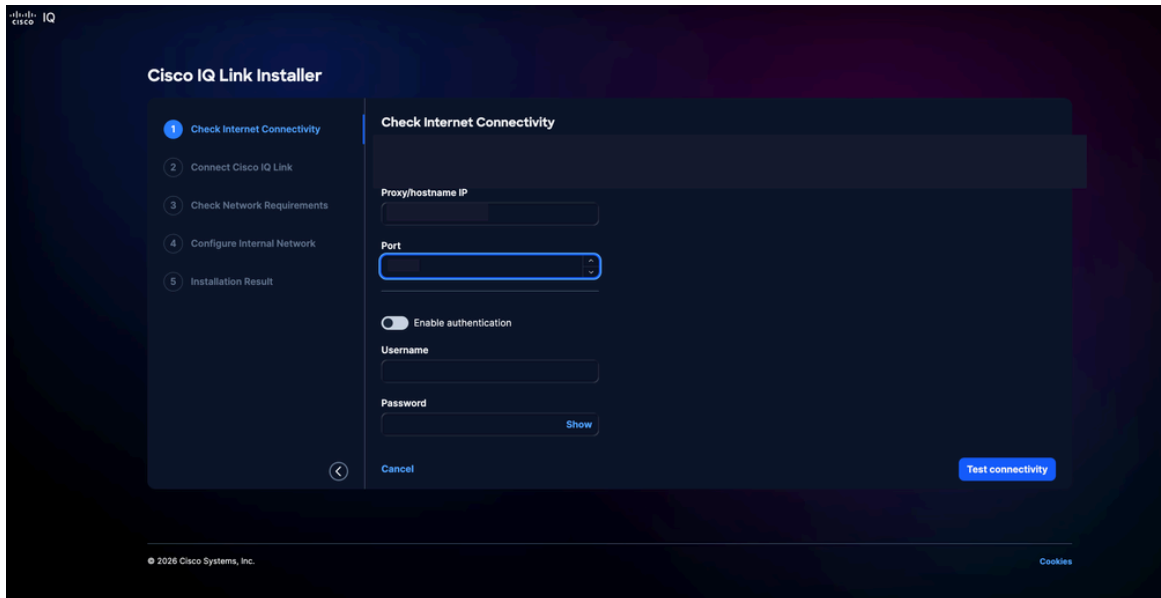 CISCO IQ
Cisco IQ Link Installer
1 Check Internet Connectivity
2 Connect Cisco IQ Link
3 Check Network Requirements
4 Configure Internal Network
5 Installation Result
Check Internet Connectivity
Proxy/hostname IP
Port
Enable authentication
Username
Password
Show
Cancel
Test connectivity
© 2026 Cisco Systems, Inc.
Cookies